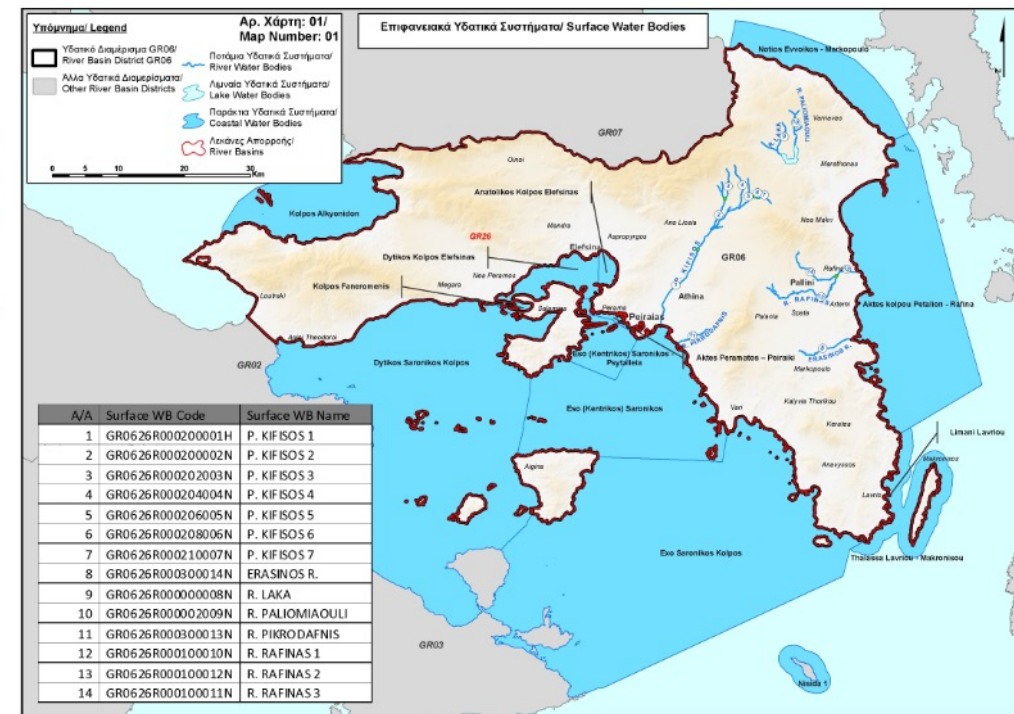 Υπόμνημα/ Legend
Αρ. Χάρτη: 01/
Map Number: 01
Υδατικό Διαμέρισμα GR06/
River Basin District GR06
Άλλα Υδατικά Διαμερίσματα/
Other River Basin Districts
Ποτάμια Υδατικά Συστήματα/
River Water Bodies
Λιμναία Υδατικά Συστήματα/
Lake Water Bodies
Παράκτια Υδατικά Συστήματα/
Coastal Water Bodies
Λεκάνες Απορροής/
River Basins
0 5 10 20 30
Km
Επιφανειακά Υδατικά Συστήματα/ Surface Water Bodies
Notios Evvoikos - Markopoulo
R. PALIOMIAOULI
R. LAKA
Varnavas
Marathonas
GR07
Oinoi
Kolpos Alkyonidon
Anatolikos Kolpos Elefsinas
Mandra
Aspropyrgos
Ano Liosia
Nea Makri
GR26
Elefsina
Dytikos Kolpos Elefsinas
Nea Peramos
Megara
Kolpos Faneromenis
P. KIFISOS
GR06
Rafina
Pallini
R. RAFINAS
Artemi
Aktes kolpou Petalion - Rafina
Loutraki
Salamina
Perama
Athina
Peiraias
Paiania
Spata
Agioi Theodoroi
R. PIKRODAFNIS
ERASINOS R.
GR02
Dytikos Saronikos Kolpos
Exo (Kentrikos) Saronikos -
Psyttaleia
Aktes Peramatos – Peiraiki
Markopoulo
Exo (Kentrikos) Saronikos
Vari
Kalyvia Thorikou
Keratea
Limani Lavriou
Makronisos
Aigina
Anavyssos
Lavrio
Exo Saronikos Kolpos
Thalassa Lavriou - Makronisou
GR03
Nisida 1
A/A Surface WB Code Surface WB Name
1 GR0626R000200001H P. KIFISOS 1
2 GR0626R000200002N P. KIFISOS 2
3 GR0626R000202003N P. KIFISOS 3
4 GR0626R000204004N P. KIFISOS 4
5 GR0626R000206005N P. KIFISOS 5
6 GR0626R000208006N P. KIFISOS 6
7 GR0626R000210007N P. KIFISOS 7
8 GR0626R000300014N ERASINOS R.
9 GR0626R000000008N R. LAKA
10 GR0626R000002009N R. PALIOMIAOULI
11 GR0626R000300013N R. PIKRODAFNIS
12 GR0626R000100010N R. RAFINAS 1
13 GR0626R000100012N R. RAFINAS 2
14 GR0626R000100011N R. RAFINAS 3